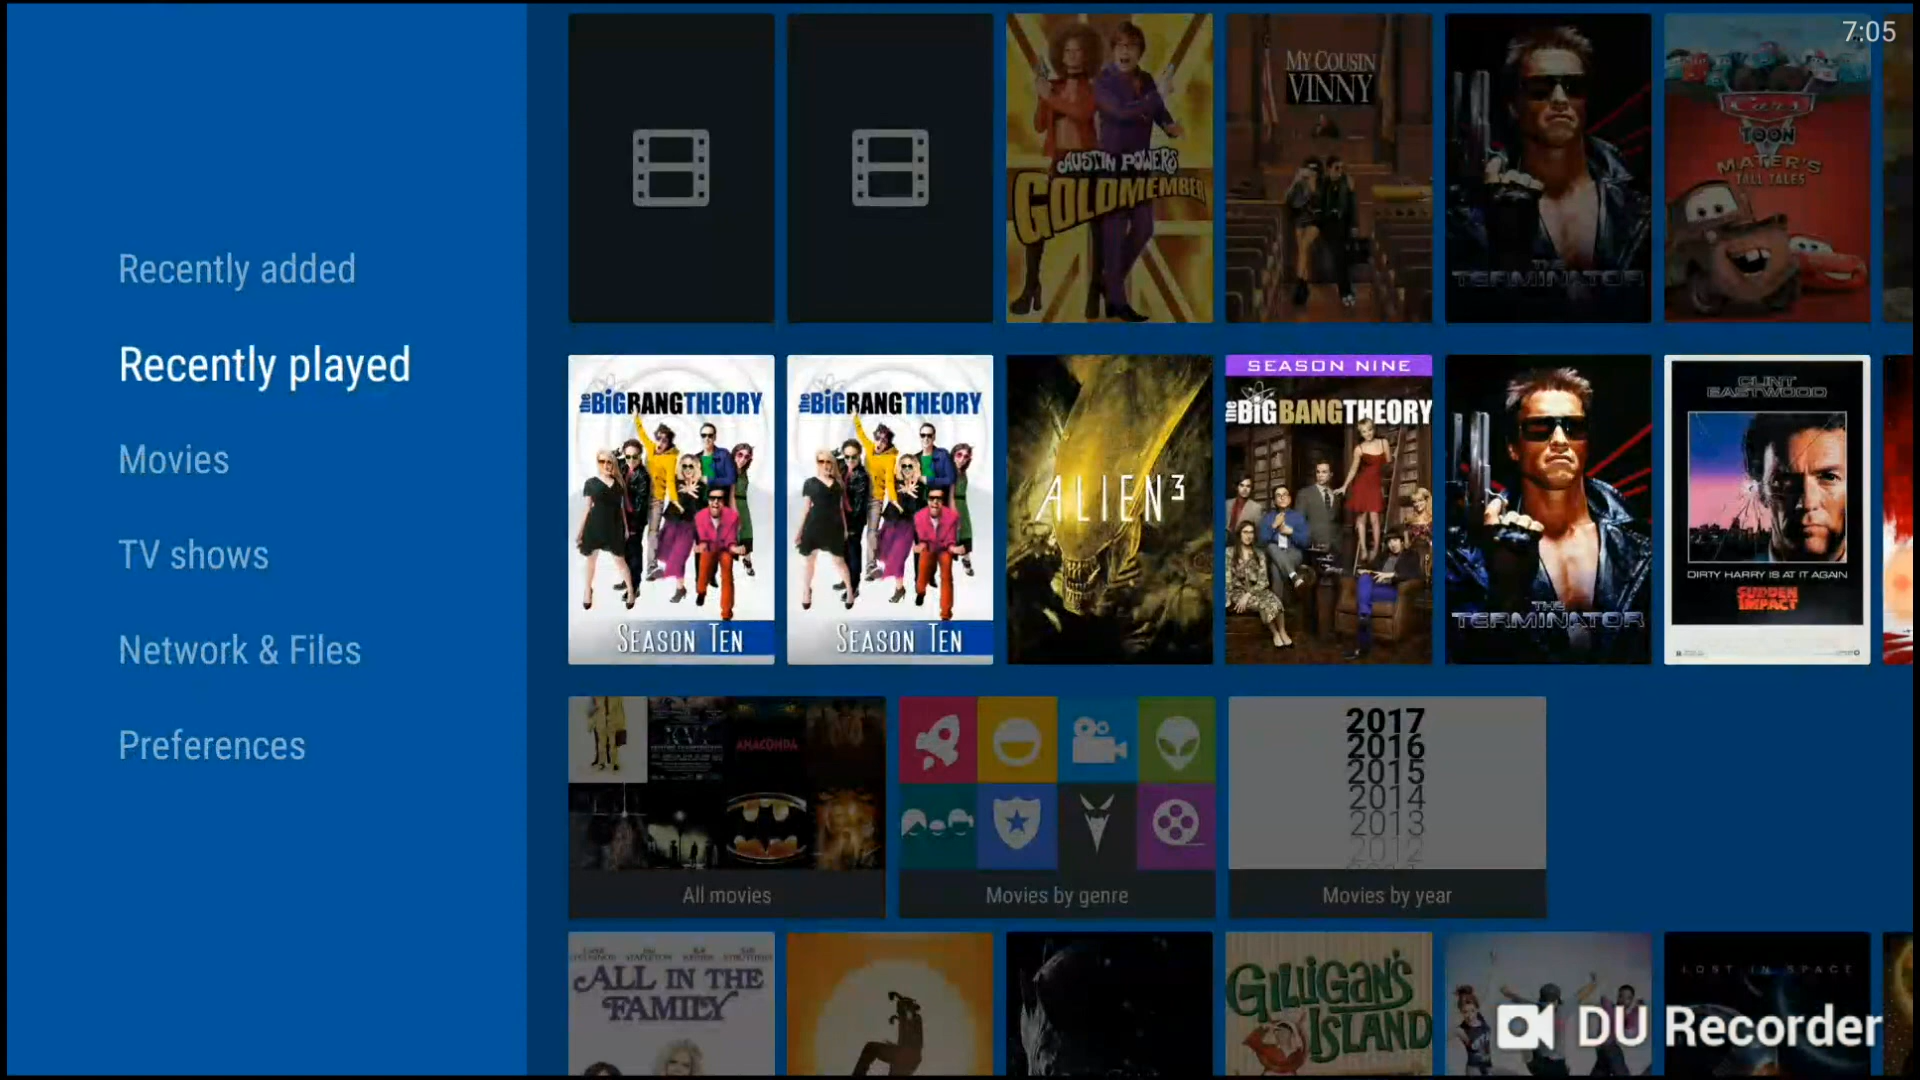 7:05
Recently added
Recently played
Movies
TV shows
Network & Files
Preferences
AUSTIN POWERS
GOLDMEMBER
MY COUSIN
VINNY
THE
TERMINATOR
Cars
TOON
MATER'S
TALL TALES
the BIG BANG THEORY
SEASON TEN
the BIG BANG THEORY
SEASON TEN
ALIEN³
SEASON NINE
the BIG BANG THEORY
THE
TERMINATOR
CLINT
EASTWOOD
DIRTY HARRY IS AT IT AGAIN
SUDDEN
IMPACT
ANACONDA
All movies
Movies by genre
2017
2016
2015
2014
2013
2012
Movies by year
ALL IN THE
FAMILY
GILLIGAN'S
ISLAND
LOST IN SPACE
DU Recorder